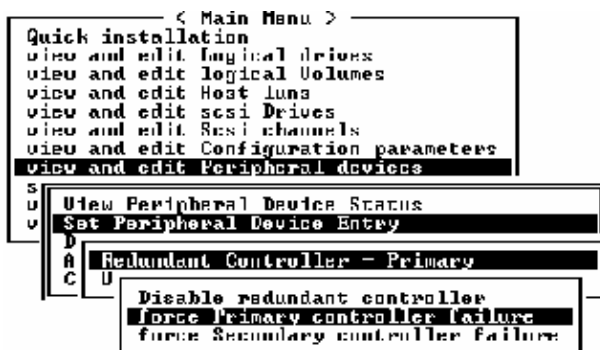 < Main Menu >
Quick installation
view and edit Logical drives
view and edit logical Volumes
view and edit Host luns
view and edit scsi Drives
view and edit Scsi channels
view and edit Configuration parameters
view and edit Peripheral devices
s
v
View Peripheral Device Status
v
Set Peripheral Device Entry
D
A
Redundant Controller - Primary
C
U
Disable redundant controller
force Primary controller failure
force Secondary controller failure